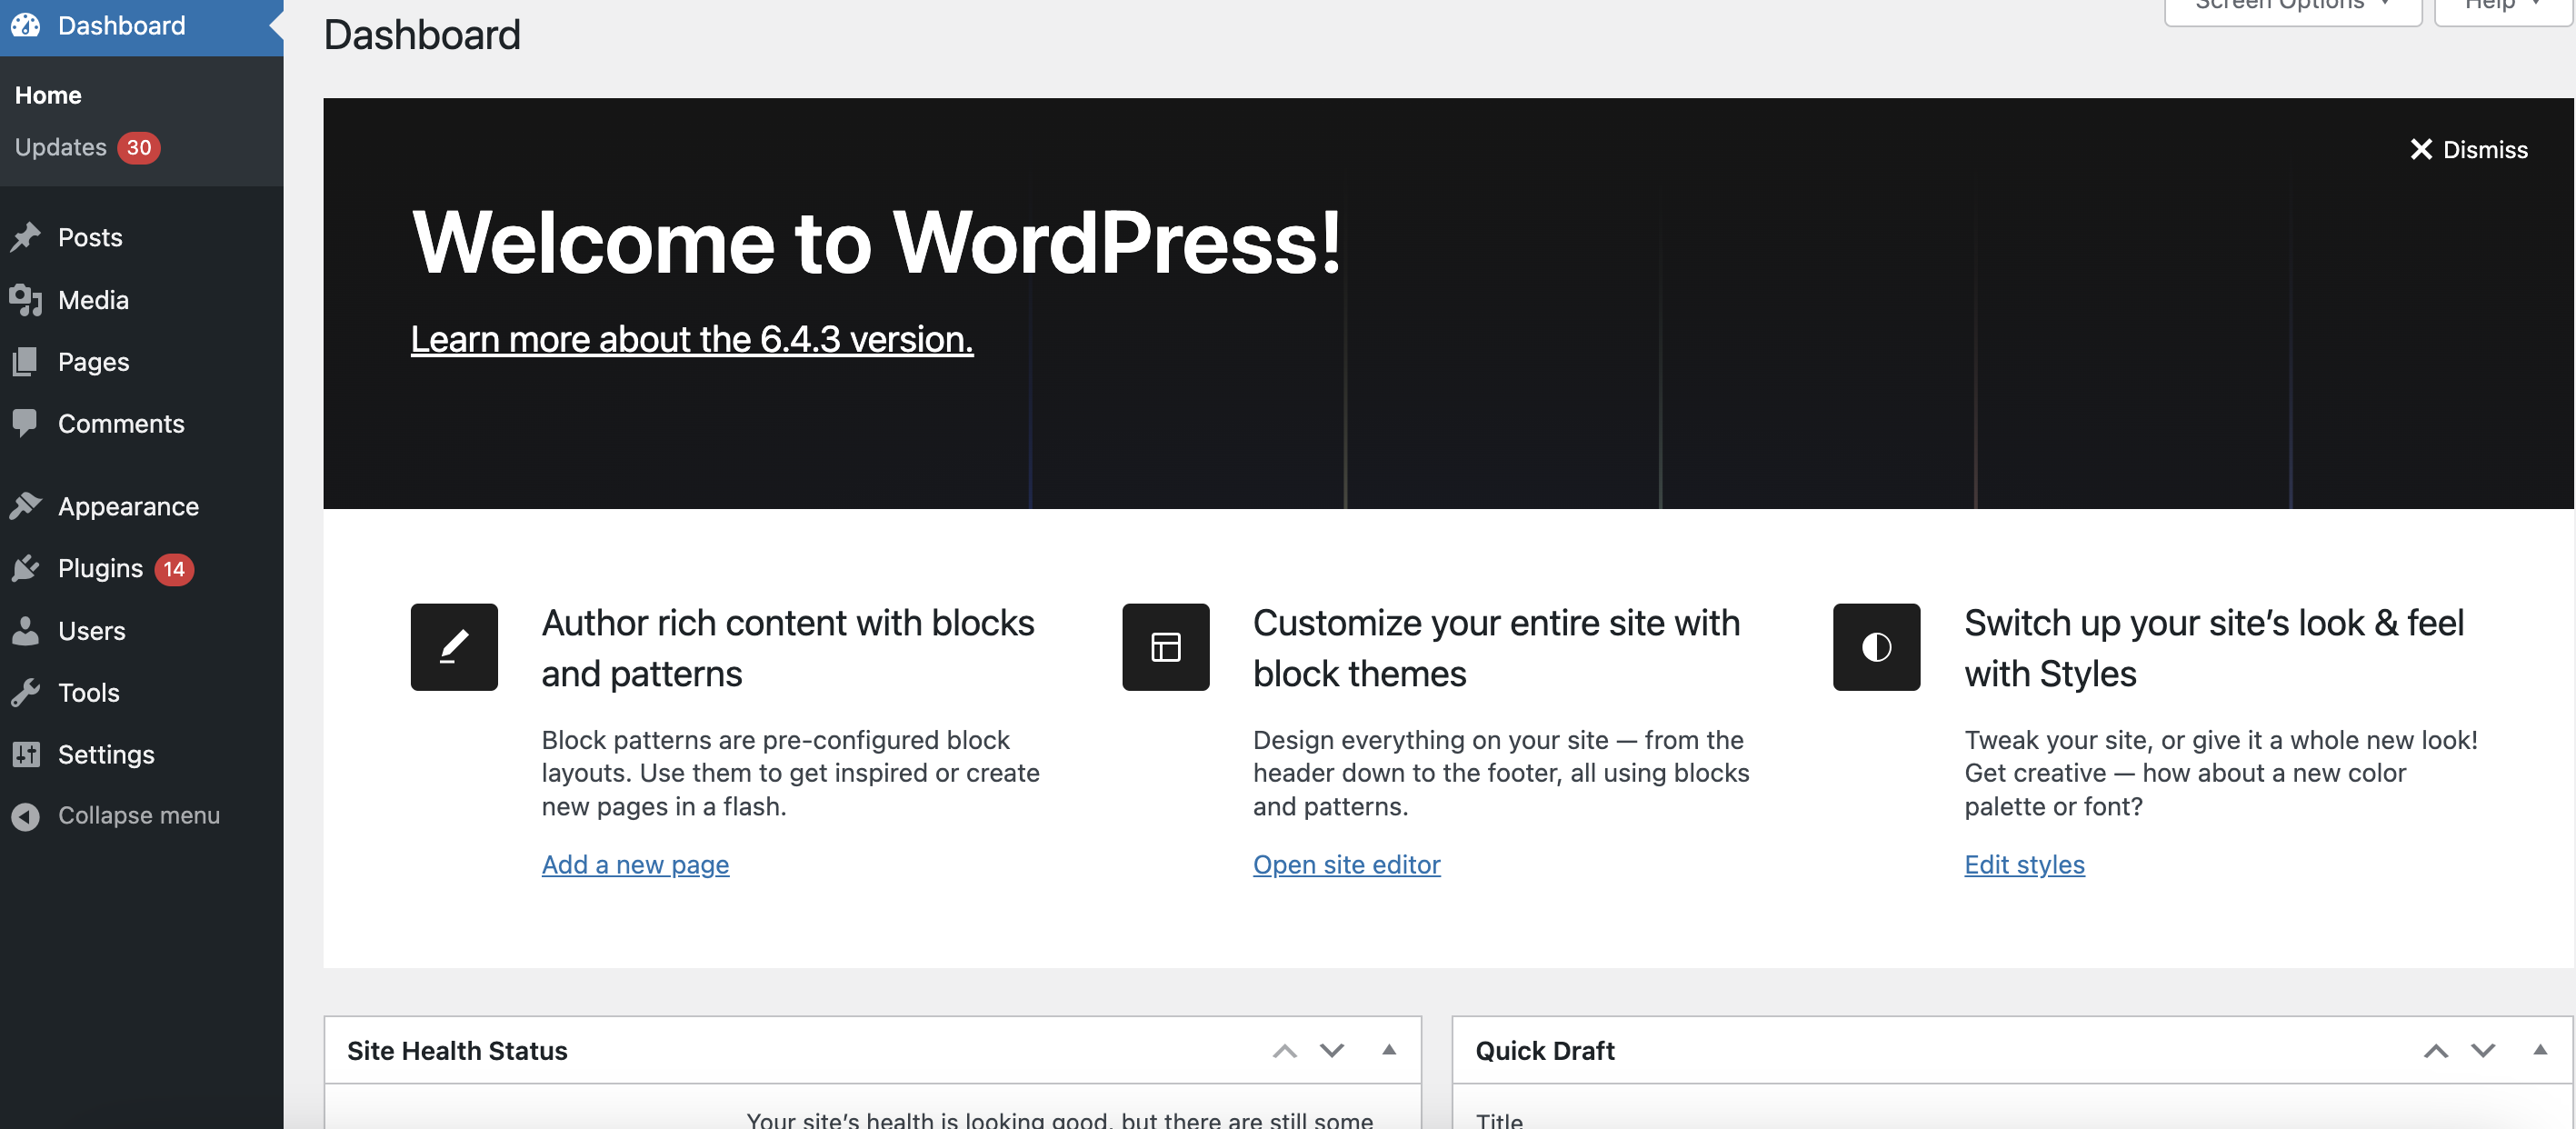 Dashboard
Home
Updates 30
Posts
Media
Pages
Comments
Appearance
Plugins 14
Users
Tools
Settings
Collapse menu
Screen Options
Help
Dashboard
Dismiss
Welcome to WordPress!
Learn more about the 6.4.3 version.
Author rich content with blocks
and patterns
Block patterns are pre-configured block
layouts. Use them to get inspired or create
new pages in a flash.
Add a new page
Customize your entire site with
block themes
Design everything on your site — from the
header down to the footer, all using blocks
and patterns.
Open site editor
Switch up your site’s look & feel
with Styles
Tweak your site, or give it a whole new look!
Get creative — how about a new color
palette or font?
Edit styles
Site Health Status
Your site’s health is looking good, but there are still some
Quick Draft
Title